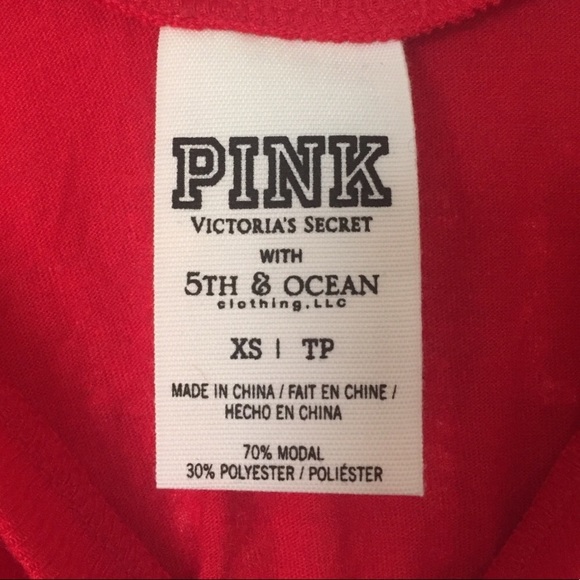 PINK
VICTORIA'S SECRET
WITH
5TH & OCEAN
clothing, LLC
XS | TP
MADE IN CHINA / FAIT EN CHINE /
HECHO EN CHINA
70% MODAL
30% POLYESTER / POLIÉSTER